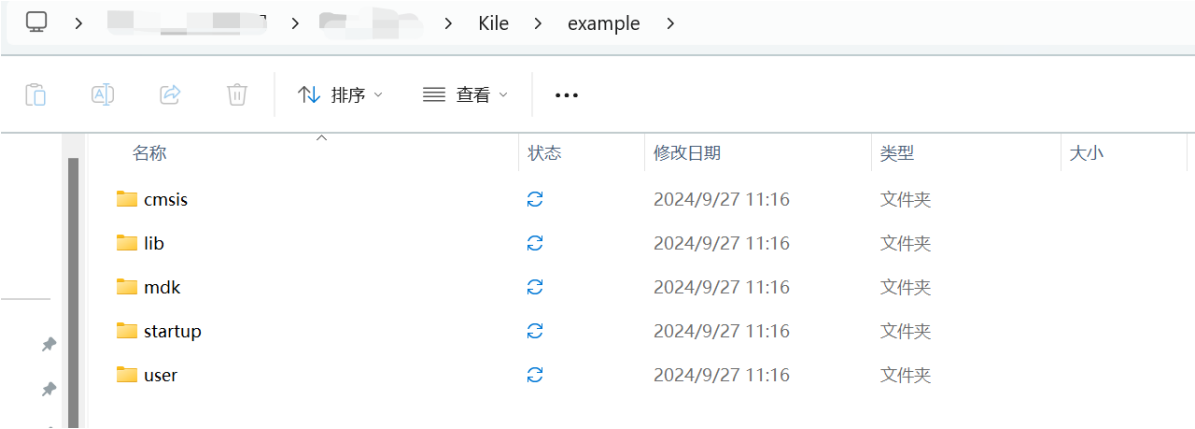 Kile > example >
排序 查看
名称 状态 修改日期 类型 大小
cmsis 2024/9/27 11:16 文件夹
lib 2024/9/27 11:16 文件夹
mdk 2024/9/27 11:16 文件夹
startup 2024/9/27 11:16 文件夹
user 2024/9/27 11:16 文件夹